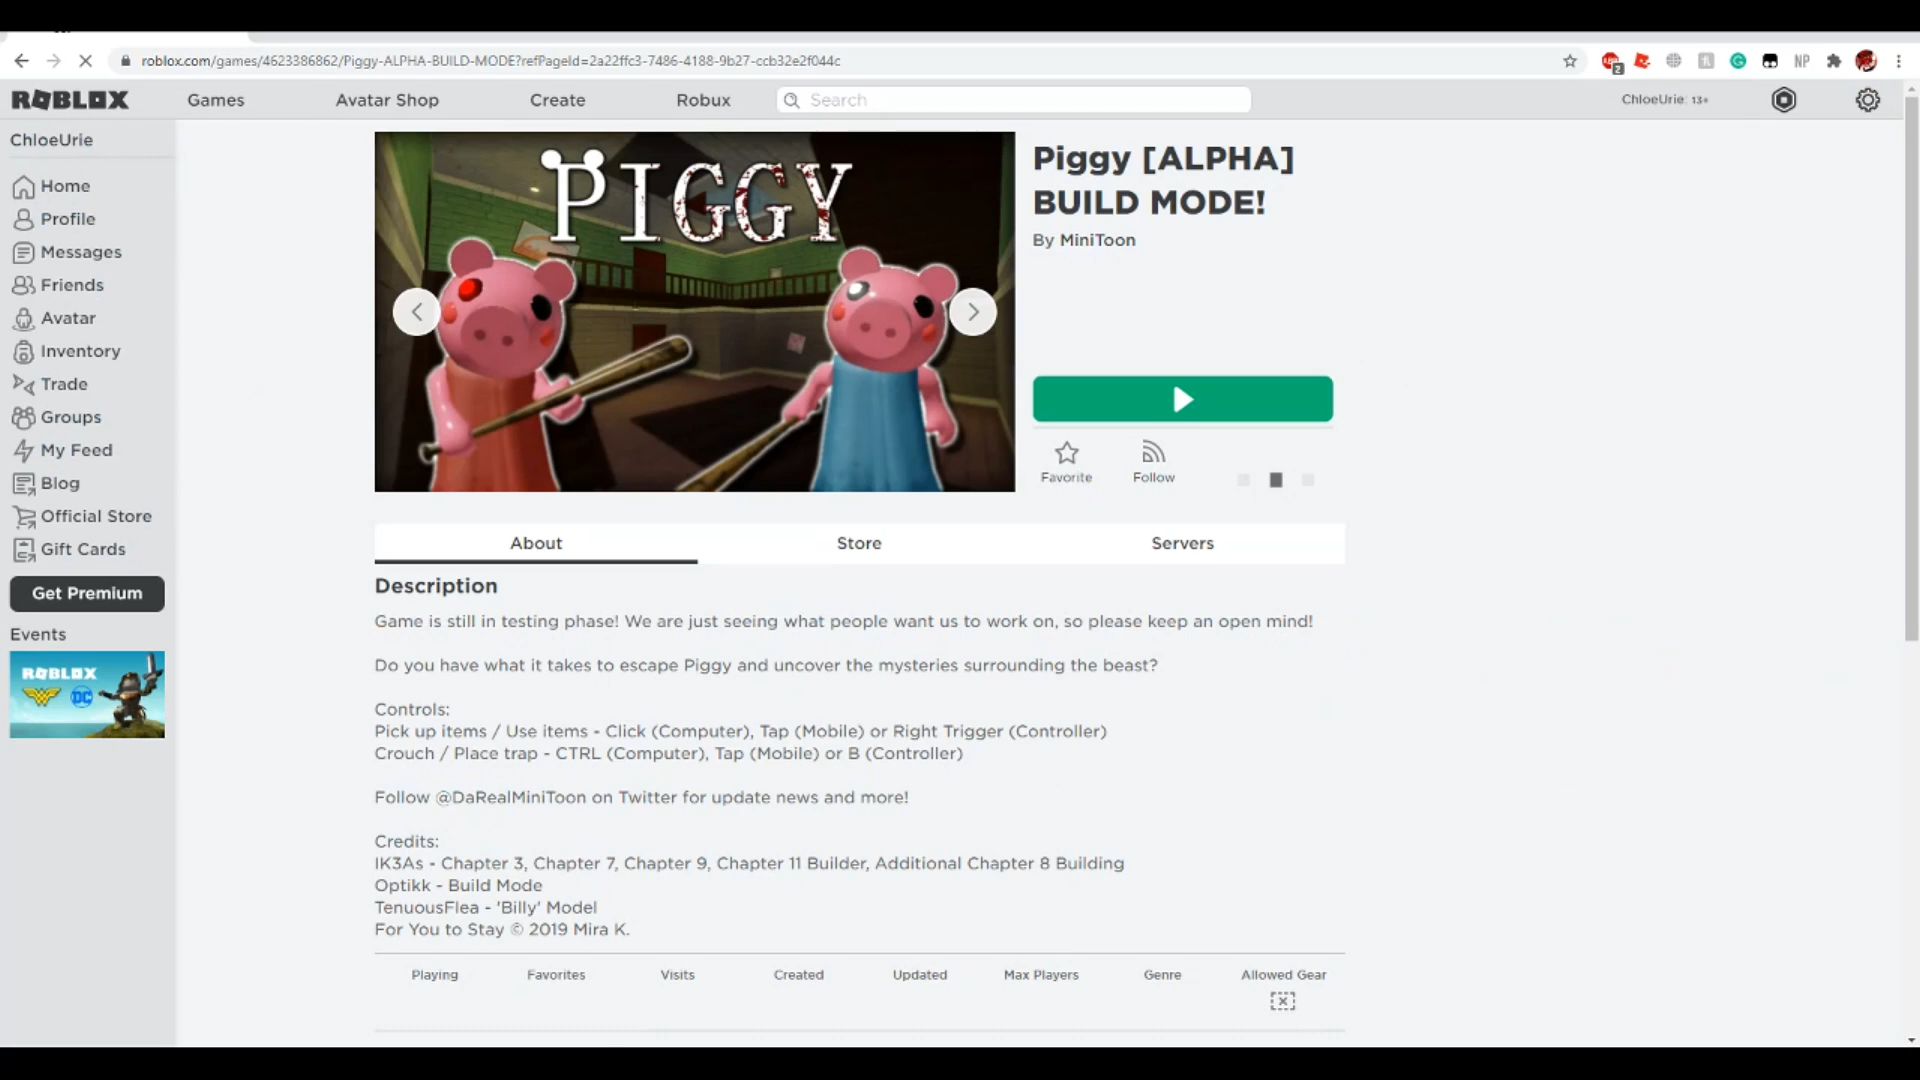 roblox.com/games/4623386862/Piggy-ALPHA-BUILD-MODE?refPageId=2a22ffc3-7486-4188-9b27-ccb32e2f044c
2
NP
ROBLOX
Games
Avatar Shop
Create
Robux
Search
ChloeUrie: 13+
ChloeUrie
Home
Profile
Messages
Friends
Avatar
Inventory
Trade
Groups
My Feed
Blog
Official Store
Gift Cards
Get Premium
Events
ROBLOX
DC
PIGGY
Piggy [ALPHA]
BUILD MODE!
By MiniToon
Favorite
Follow
About
Store
Servers
Description
Game is still in testing phase! We are just seeing what people want us to work on, so please keep an open mind!
Do you have what it takes to escape Piggy and uncover the mysteries surrounding the beast?
Controls:
Pick up items / Use items - Click (Computer), Tap (Mobile) or Right Trigger (Controller)
Crouch / Place trap - CTRL (Computer), Tap (Mobile) or B (Controller)
Follow @DaRealMiniToon on Twitter for update news and more!
Credits:
IK3As - Chapter 3, Chapter 7, Chapter 9, Chapter 11 Builder, Additional Chapter 8 Building
Optikk - Build Mode
TenuousFlea - 'Billy' Model
For You to Stay © 2019 Mira K.
Playing
Favorites
Visits
Created
Updated
Max Players
Genre
Allowed Gear